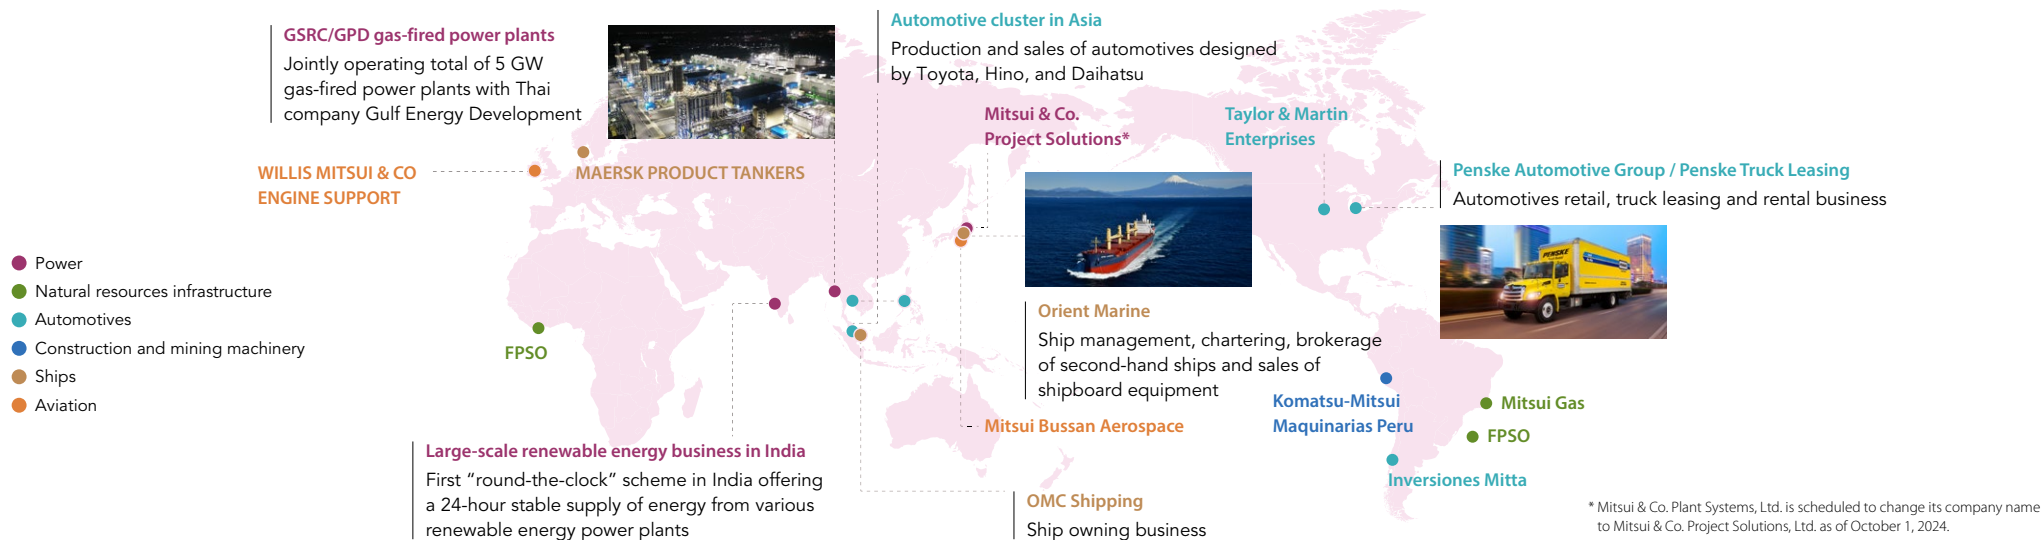 GSRC/GPD gas-fired power plants
Jointly operating total of 5 GW
gas-fired power plants with Thai
company Gulf Energy Development
Automotive cluster in Asia
Production and sales of automotives designed
by Toyota, Hino, and Daihatsu
Mitsui & Co.
Project Solutions*
Taylor & Martin
Enterprises
WILLIS MITSUI & CO
ENGINE SUPPORT
MAERSK PRODUCT TANKERS
Penske Automotive Group / Penske Truck Leasing
Automotives retail, truck leasing and rental business
PENSKE
Power
Natural resources infrastructure
Automotives
Construction and mining machinery
Ships
Aviation
FPSO
Orient Marine
Ship management, chartering, brokerage
of second-hand ships and sales of
shipboard equipment
Komatsu-Mitsui
Maquinarias Peru
Mitsui Gas
FPSO
Mitsui Bussan Aerospace
Inversiones Mitta
Large-scale renewable energy business in India
First “round-the-clock” scheme in India offering
a 24-hour stable supply of energy from various
renewable energy power plants
OMC Shipping
Ship owning business
* Mitsui & Co. Plant Systems, Ltd. is scheduled to change its company name
to Mitsui & Co. Project Solutions, Ltd. as of October 1, 2024.